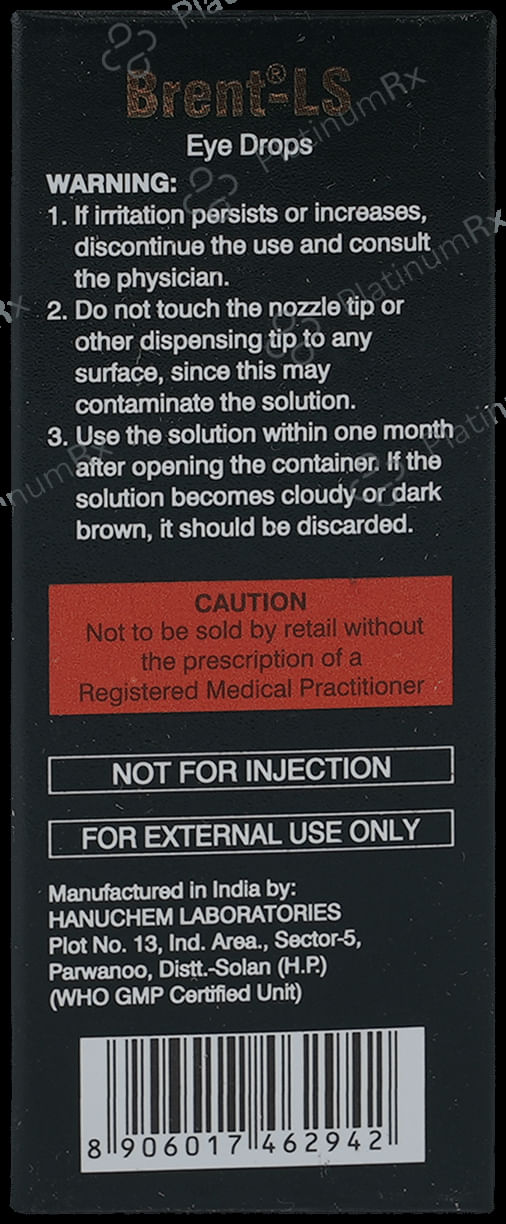 Brent®-LS
Eye Drops
WARNING:
1. If irritation persists or increases,
discontinue the use and consult
the physician.
2. Do not touch the nozzle tip or
other dispensing tip to any
surface, since this may
contaminate the solution.
3. Use the solution within one month
after opening the container. If the
solution becomes cloudy or dark
brown, it should be discarded.
CAUTION
Not to be sold by retail without
the prescription of a
Registered Medical Practitioner
NOT FOR INJECTION
FOR EXTERNAL USE ONLY
Manufactured in India by:
HANUCHEM LABORATORIES
Plot No. 13, Ind. Area., Sector-5,
Parwanoo, Distt.-Solan (H.P.)
(WHO GMP Certified Unit)
8 906017 462942
PlatinumRx
PlatinumRx